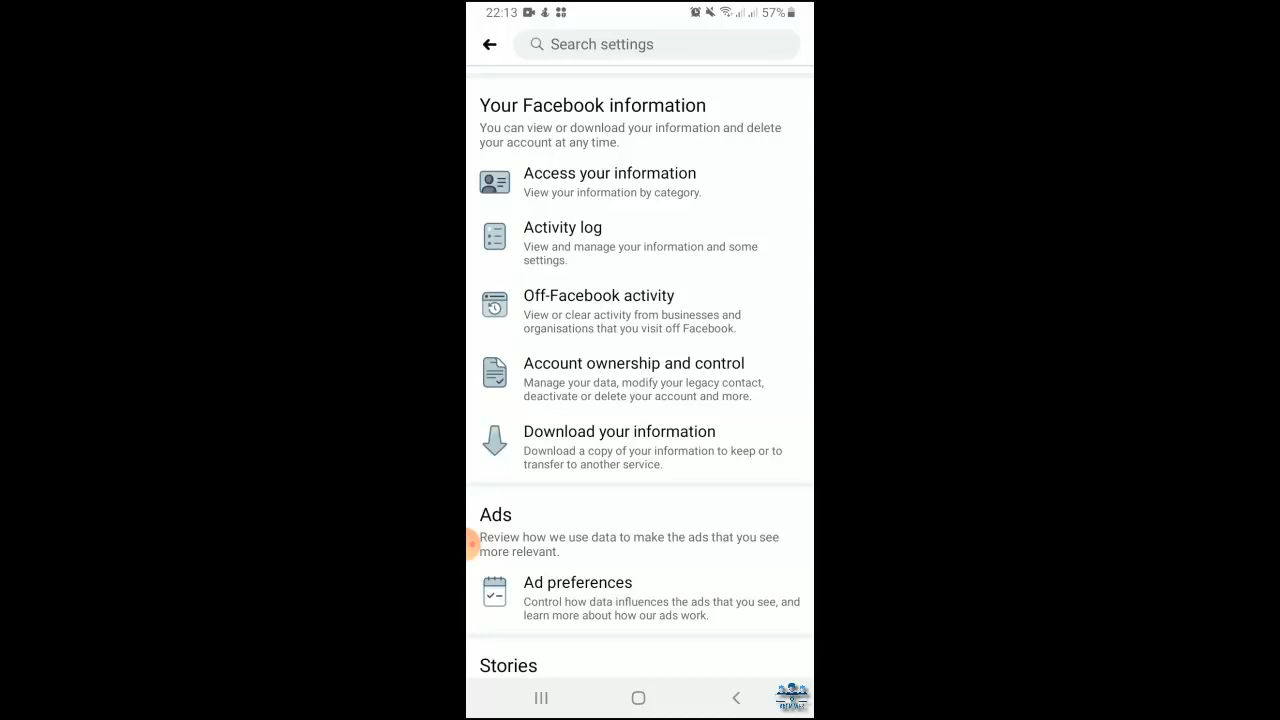 22:13
57%
Search settings
Your Facebook information
You can view or download your information and delete
your account at any time.
Access your information
View your information by category.
Activity log
View and manage your information and some
settings.
Off-Facebook activity
View or clear activity from businesses and
organisations that you visit off Facebook.
Account ownership and control
Manage your data, modify your legacy contact,
deactivate or delete your account and more.
Download your information
Download a copy of your information to keep or to
transfer to another service.
Ads
Review how we use data to make the ads that you see
more relevant.
Ad preferences
Control how data influences the ads that you see, and
learn more about how our ads work.
Stories